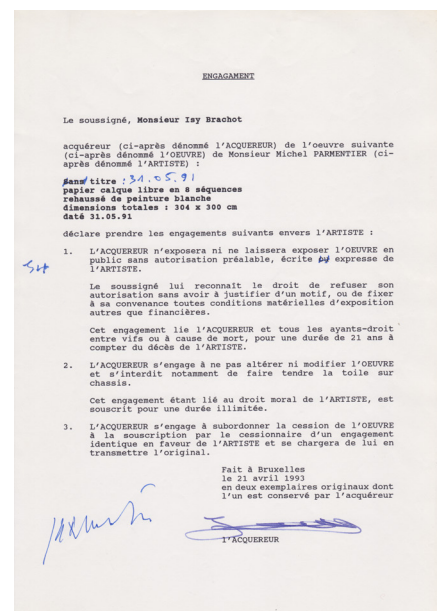 ENGAGAMENT
Le soussigné, Monsieur Isy Brachot
acquéreur (ci-après dénommé l'ACQUEREUR) de l'oeuvre suivante
(ci-après dénommé l'OEUVRE) de Monsieur Michel PARMENTIER (ci-
après dénommé l'ARTISTE) :
Sans titre : 31.05.91
papier calque libre en 8 séquences
rehaussé de peinture blanche
dimensions totales : 304 x 300 cm
daté 31.05.91
déclare prendre les engagements suivants envers l'ARTISTE :
1. L'ACQUEREUR n'exposera ni ne laissera exposer l'OEUVRE en
public sans autorisation préalable, écrite expresse de
l'ARTISTE.
Le soussigné lui reconnaît le droit de refuser son
autorisation sans avoir à justifier d'un motif, ou de fixer
à sa convenance toutes conditions matérielles d'exposition
autres que financières.
Cet engagement lie l'ACQUEREUR et tous les ayants-droit
entre vifs ou à cause de mort, pour une durée de 21 ans à
compter du décès de l'ARTISTE.
2. L'ACQUEREUR s'engage à ne pas altérer ni modifier l'OEUVRE
et s'interdit notamment de faire tendre la toile sur
chassis.
Cet engagement étant lié au droit moral de l'ARTISTE, est
souscrit pour une durée illimitée.
3. L'ACQUEREUR s'engage à subordonner la cession de l'OEUVRE
à la souscription par le cessionnaire d'un engagement
identique en faveur de l'ARTISTE et se chargera de lui en
transmettre l'original.
Fait à Bruxelles
le 21 avril 1993
en deux exemplaires originaux dont
l'un est conservé par l'acquéreur
l'ACQUEREUR